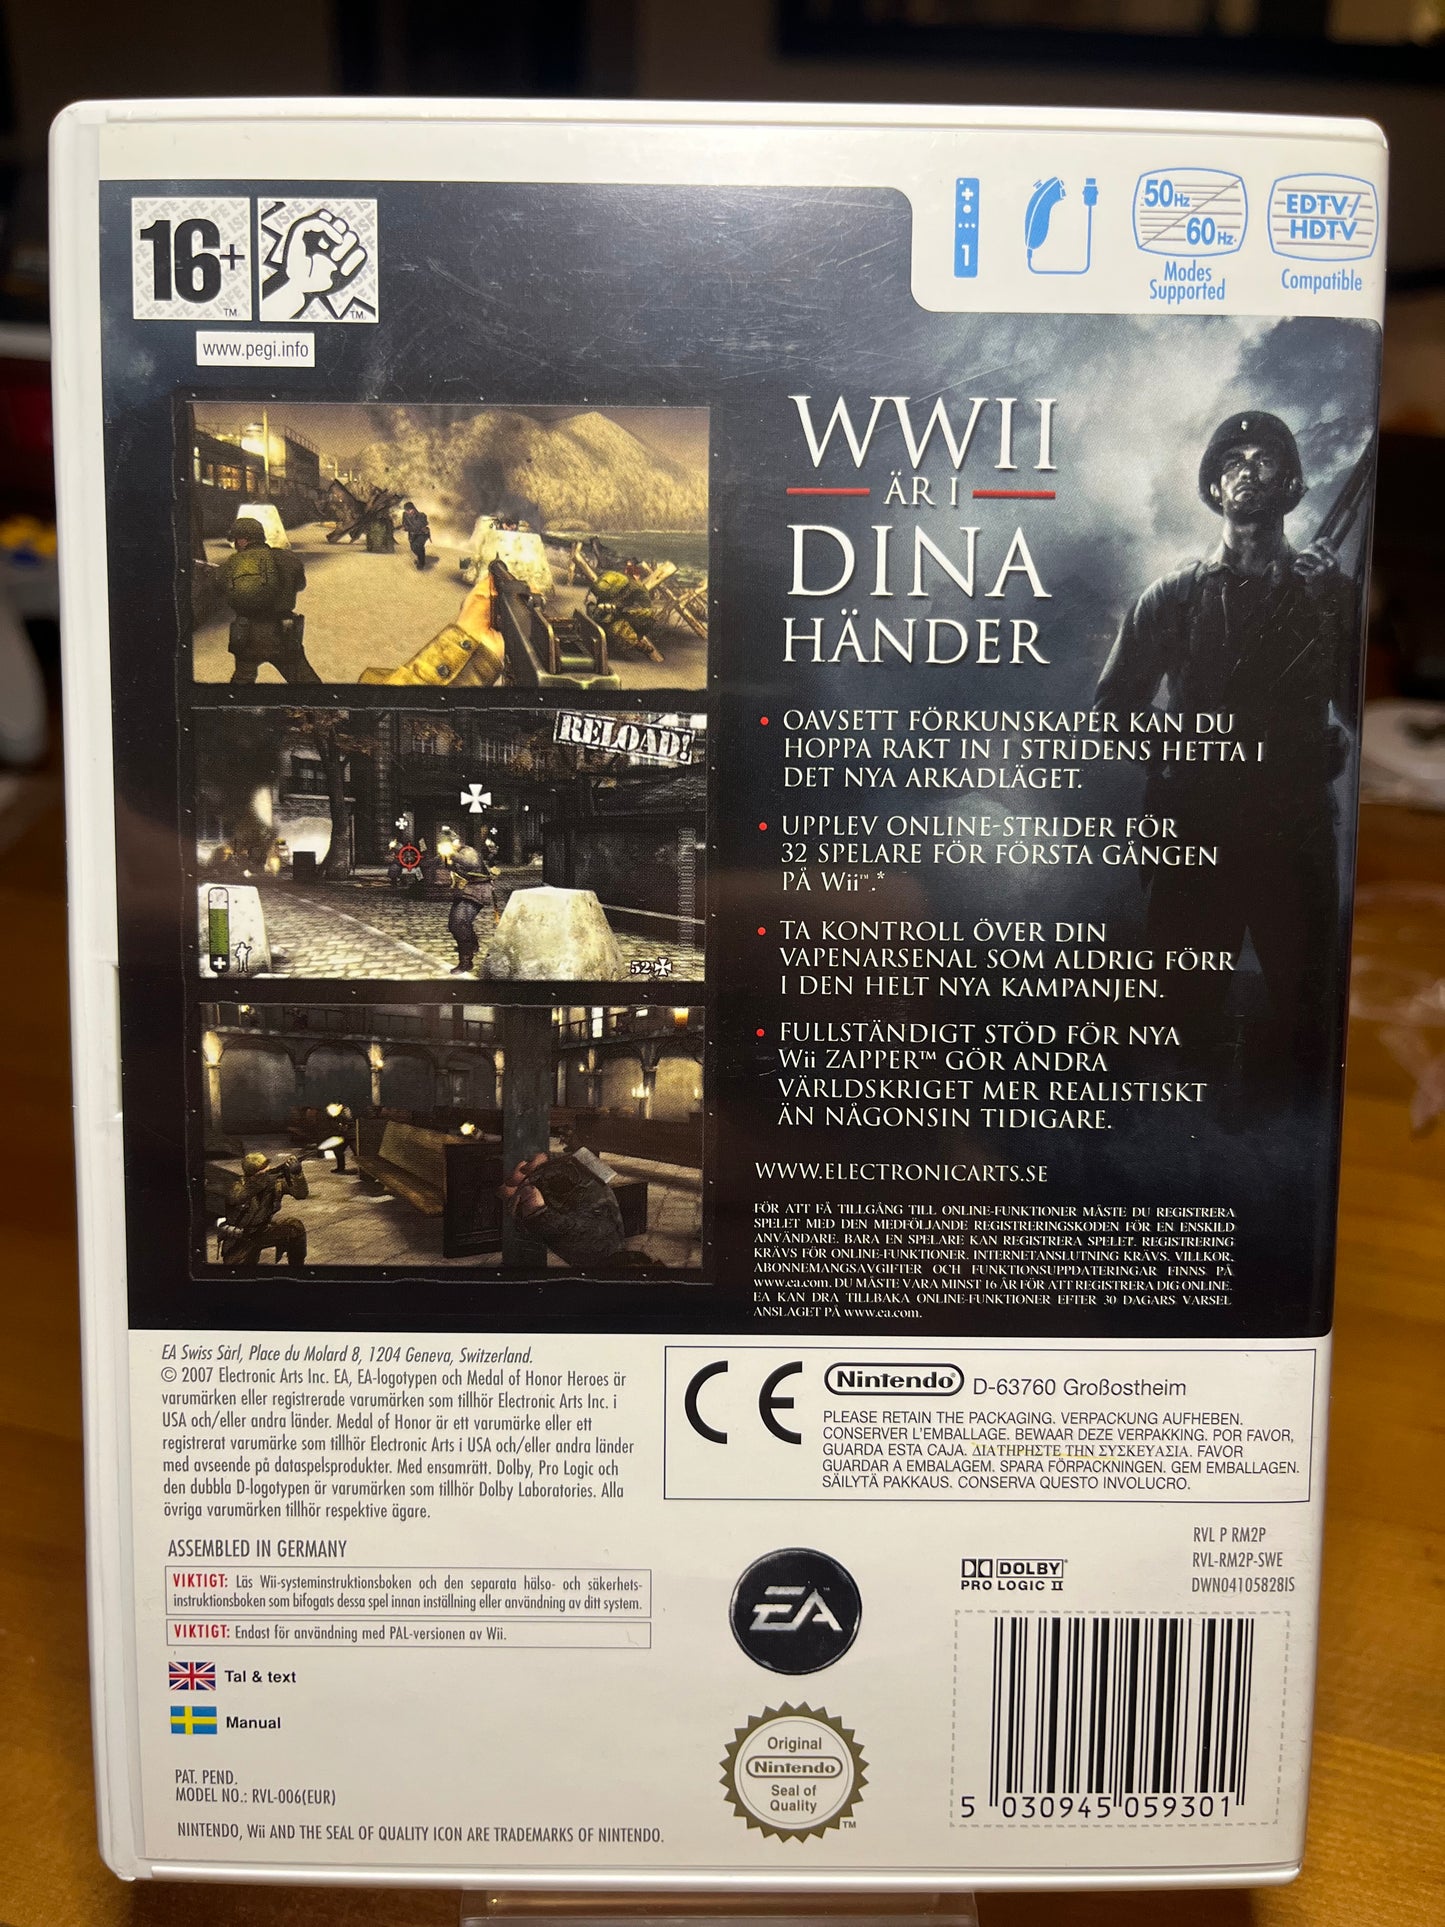 16+
TM
TM
www.pegi.info
1
50Hz
60Hz
Modes
Supported
EDTV/
HDTV
Compatible
RELOAD!
52
WWII
ÄR I
DINA
HÄNDER
• OAVSETT FÖRKUNSKAPER KAN DU
HOPPA RAKT IN I STRIDENS HETTA I
DET NYA ARKADLÄGET.
• UPPLEV ONLINE-STRIDER FÖR
32 SPELARE FÖR FÖRSTA GÅNGEN
PÅ Wii™.*
• TA KONTROLL ÖVER DIN
VAPENARSENAL SOM ALDRIG FÖRR
I DEN HELT NYA KAMPANJEN.
• FULLSTÄNDIGT STÖD FÖR NYA
Wii ZAPPER™ GÖR ANDRA
VÄRLDSKRIGET MER REALISTISKT
ÄN NÅGONSIN TIDIGARE.
WWW.ELECTRONICARTS.SE
FÖR ATT FÅ TILLGÅNG TILL ONLINE-FUNKTIONER MÅSTE DU REGISTRERA
SPELET MED DEN MEDFÖLJANDE REGISTRERINGSKODEN FÖR EN ENSKILD
ANVÄNDARE. BARA EN SPELARE KAN REGISTRERA SPELET. REGISTRERING
KRÄVS FÖR ONLINE-FUNKTIONER. INTERNETANSLUTNING KRÄVS. VILLKOR,
ABONNEMANGSAVGIFTER OCH FUNKTIONSUPPDATERINGAR FINNS PÅ
www.ea.com. DU MÅSTE VARA MINST 16 ÅR FÖR ATT REGISTRERA DIG ONLINE.
EA KAN DRA TILLBAKA ONLINE-FUNKTIONER EFTER 30 DAGARS VARSEL
ANSLAGET PÅ www.ea.com.
EA Swiss Sàrl, Place du Molard 8, 1204 Geneva, Switzerland.
© 2007 Electronic Arts Inc. EA, EA-logotypen och Medal of Honor Heroes är
varumärken eller registrerade varumärken som tillhör Electronic Arts Inc. i
USA och/eller andra länder. Medal of Honor är ett varumärke eller ett
registrerat varumärke som tillhör Electronic Arts i USA och/eller andra länder
med avseende på dataspelsprodukter. Med ensamrätt. Dolby, Pro Logic och
den dubbla D-logotypen är varumärken som tillhör Dolby Laboratories. Alla
övriga varumärken tillhör respektive ägare.
CE
Nintendo® D-63760 Großostheim
PLEASE RETAIN THE PACKAGING. VERPACKUNG AUFHEBEN.
CONSERVER L'EMBALLAGE. BEWAAR DEZE VERPAKKING. POR FAVOR,
GUARDA ESTA CAJA. ΔΙΑΤΗΡΗΣΤΕ ΤΗΝ ΣΥΣΚΕΥΑΣΙΑ. FAVOR
GUARDAR A EMBALAGEM. SPARA FÖRPACKNINGEN. GEM EMBALLAGEN.
SÄILYTÄ PAKKAUS. CONSERVA QUESTO INVOLUCRO.
ASSEMBLED IN GERMANY
VIKTIGT: Läs Wii-systeminstruktionsboken och den separata hälso- och säkerhets-
instruktionsboken som bifogats dessa spel innan inställning eller användning av ditt system.
VIKTIGT: Endast för användning med PAL-versionen av Wii.
Tal & text
Manual
PAT. PEND.
MODEL NO.: RVL-006(EUR)
NINTENDO, Wii AND THE SEAL OF QUALITY ICON ARE TRADEMARKS OF NINTENDO.
EA
Original
Nintendo
Seal of
Quality
TM
DOLBY®
PRO LOGIC II
RVL P RM2P
RVL-RM2P-SWE
DWN04105828IS
5 030945 059301